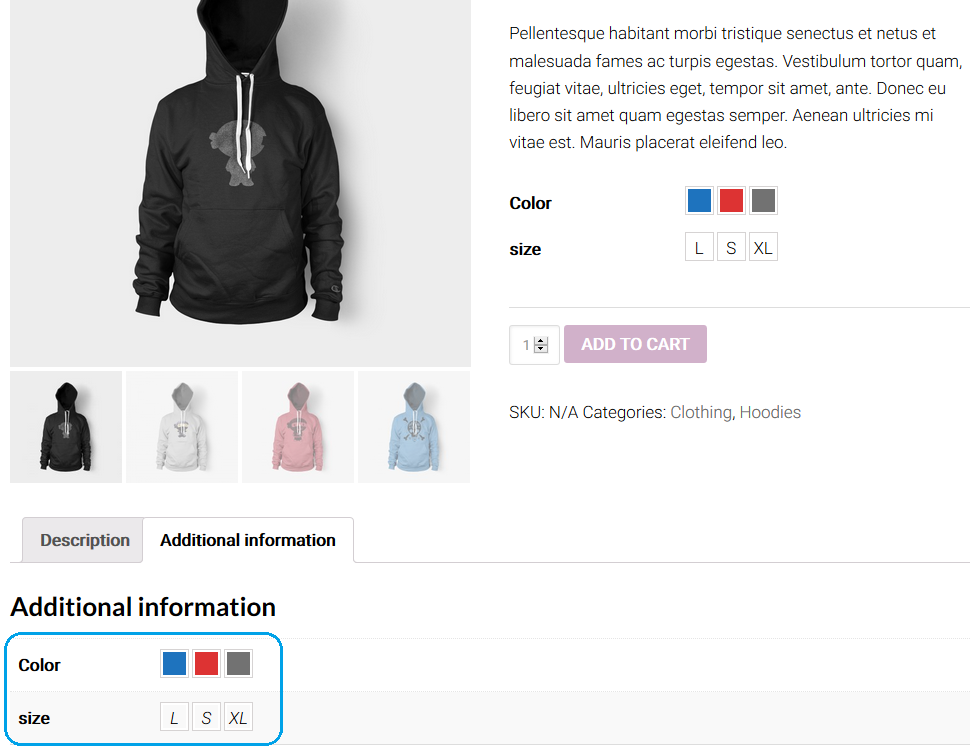 Pellentesque habitant morbi tristique senectus et netus et
malesuada fames ac turpis egestas. Vestibulum tortor quam,
feugiat vitae, ultricies eget, tempor sit amet, ante. Donec eu
libero sit amet quam egestas semper. Aenean ultricies mi
vitae est. Mauris placerat eleifend leo.
Color
size L S XL
1 ADD TO CART
SKU: N/A Categories: Clothing, Hoodies
Description Additional information
Additional information
Color
size L S XL